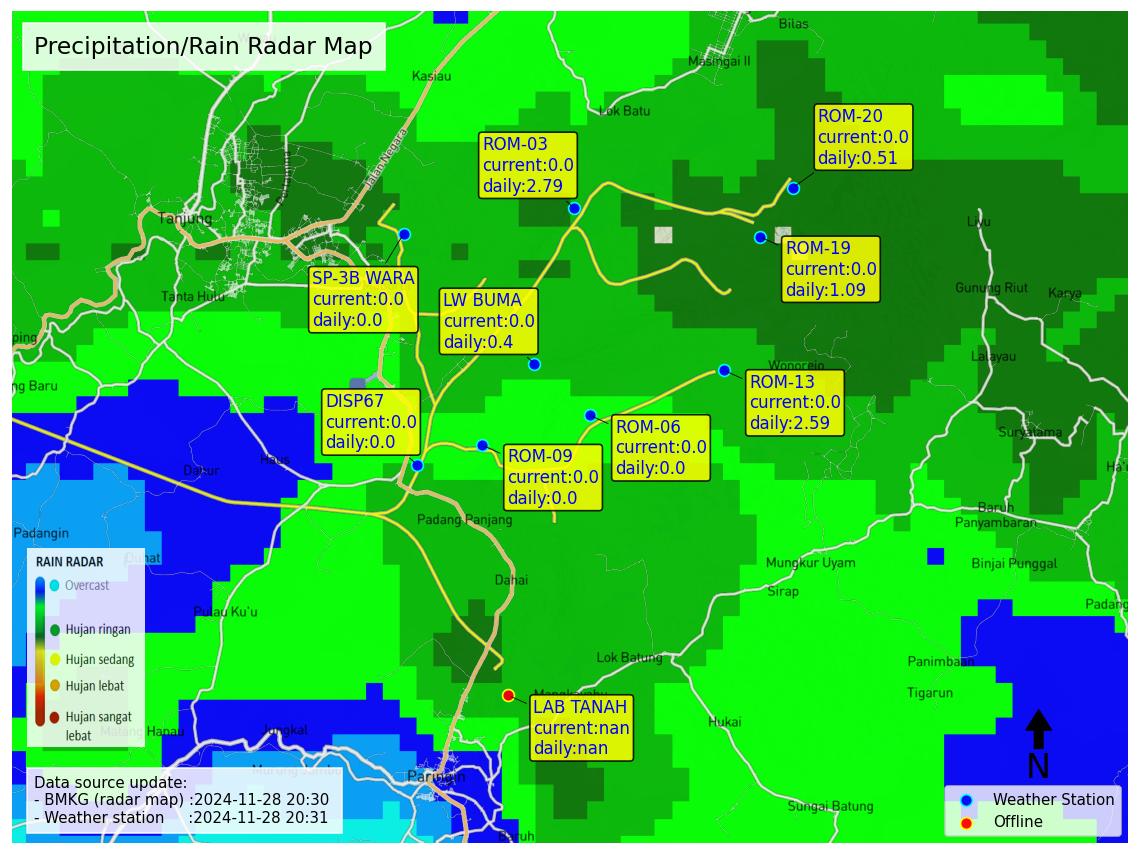 Precipitation/Rain Radar Map
Bilas
Masingai II
Kasiau
Lok Batu
Jalan Negara
ROM-20
current:0.0
daily:0.51
ROM-03
current:0.0
daily:2.79
Tanjung
Liyu
ROM-19
current:0.0
daily:1.09
SP-3B WARA
current:0.0
daily:0.0
LW BUMA
current:0.0
daily:0.4
Tanta Hulu
Gunung Riut
Karya
ping
Lalayau
Wonorejo
ng Baru
ROM-13
current:0.0
daily:2.59
DISP67
current:0.0
daily:0.0
ROM-06
current:0.0
daily:0.0
Suryatama
ROM-09
current:0.0
daily:0.0
Haus
Dahur
Ha'u
Baruh
Panyambaran
Padang Panjang
Padangin
Duhat
Mungkur Uyam
Binjai Punggal
Dahai
Sirap
Padang
Pulau Ku'u
RAIN RADAR
Overcast
Hujan ringan
Hujan sedang
Hujan lebat
Hujan sangat
lebat
Lok Batung
Panimbaan
Tigarun
LAB TANAH
current:nan
daily:nan
Hukai
Matang Hanau
Jungkal
Murung Jambu
Paringin
N
Data source update:
- BMKG (radar map) :2024-11-28 20:30
- Weather station :2024-11-28 20:31
Sungai Batung
Baruh
Weather Station
Offline